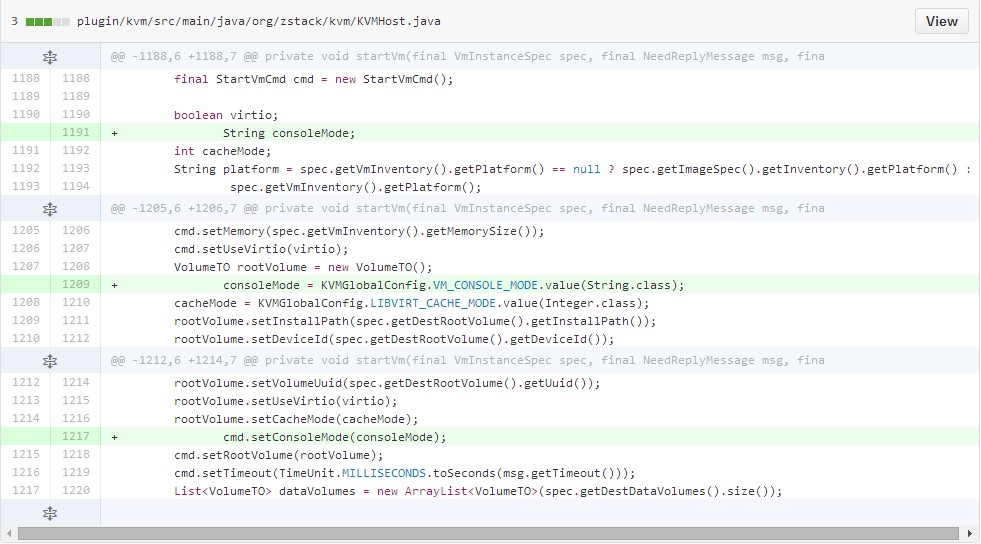 3 plugin/kvm/src/main/java/org/zstack/kvm/KVMHost.java View
@@ -1188,6 +1188,7 @@ private void startVm(final VmInstanceSpec spec, final NeedReplyMessage msg, fina
1188 1188 final StartVmCmd cmd = new StartVmCmd();
1189 1189
1190 1190 boolean virtio;
1191 + String consoleMode;
1191 1192 int cacheMode;
1192 1193 String platform = spec.getVmInventory().getPlatform() == null ? spec.getImageSpec().getInventory().getPlatform() :
1193 1194 spec.getVmInventory().getPlatform();
@@ -1205,6 +1206,7 @@ private void startVm(final VmInstanceSpec spec, final NeedReplyMessage msg, fina
1205 1206 cmd.setMemory(spec.getVmInventory().getMemorySize());
1206 1207 cmd.setUseVirtio(virtio);
1207 1208 VolumeTO rootVolume = new VolumeTO();
1209 + consoleMode = KVMGlobalConfig.VM_CONSOLE_MODE.value(String.class);
1208 1210 cacheMode = KVMGlobalConfig.LIBVIRT_CACHE_MODE.value(Integer.class);
1209 1211 rootVolume.setInstallPath(spec.getDestRootVolume().getInstallPath());
1210 1212 rootVolume.setDeviceId(spec.getDestRootVolume().getDeviceId());
@@ -1212,6 +1214,7 @@ private void startVm(final VmInstanceSpec spec, final NeedReplyMessage msg, fina
1212 1214 rootVolume.setVolumeUuid(spec.getDestRootVolume().getUuid());
1213 1215 rootVolume.setUseVirtio(virtio);
1214 1216 rootVolume.setCacheMode(cacheMode);
1217 + cmd.setConsoleMode(consoleMode);
1215 1218 cmd.setRootVolume(rootVolume);
1216 1219 cmd.setTimeout(TimeUnit.MILLISECONDS.toSeconds(msg.getTimeout()));
1217 1220 List<VolumeTO> dataVolumes = new ArrayList<VolumeTO>(spec.getDestDataVolumes().size());